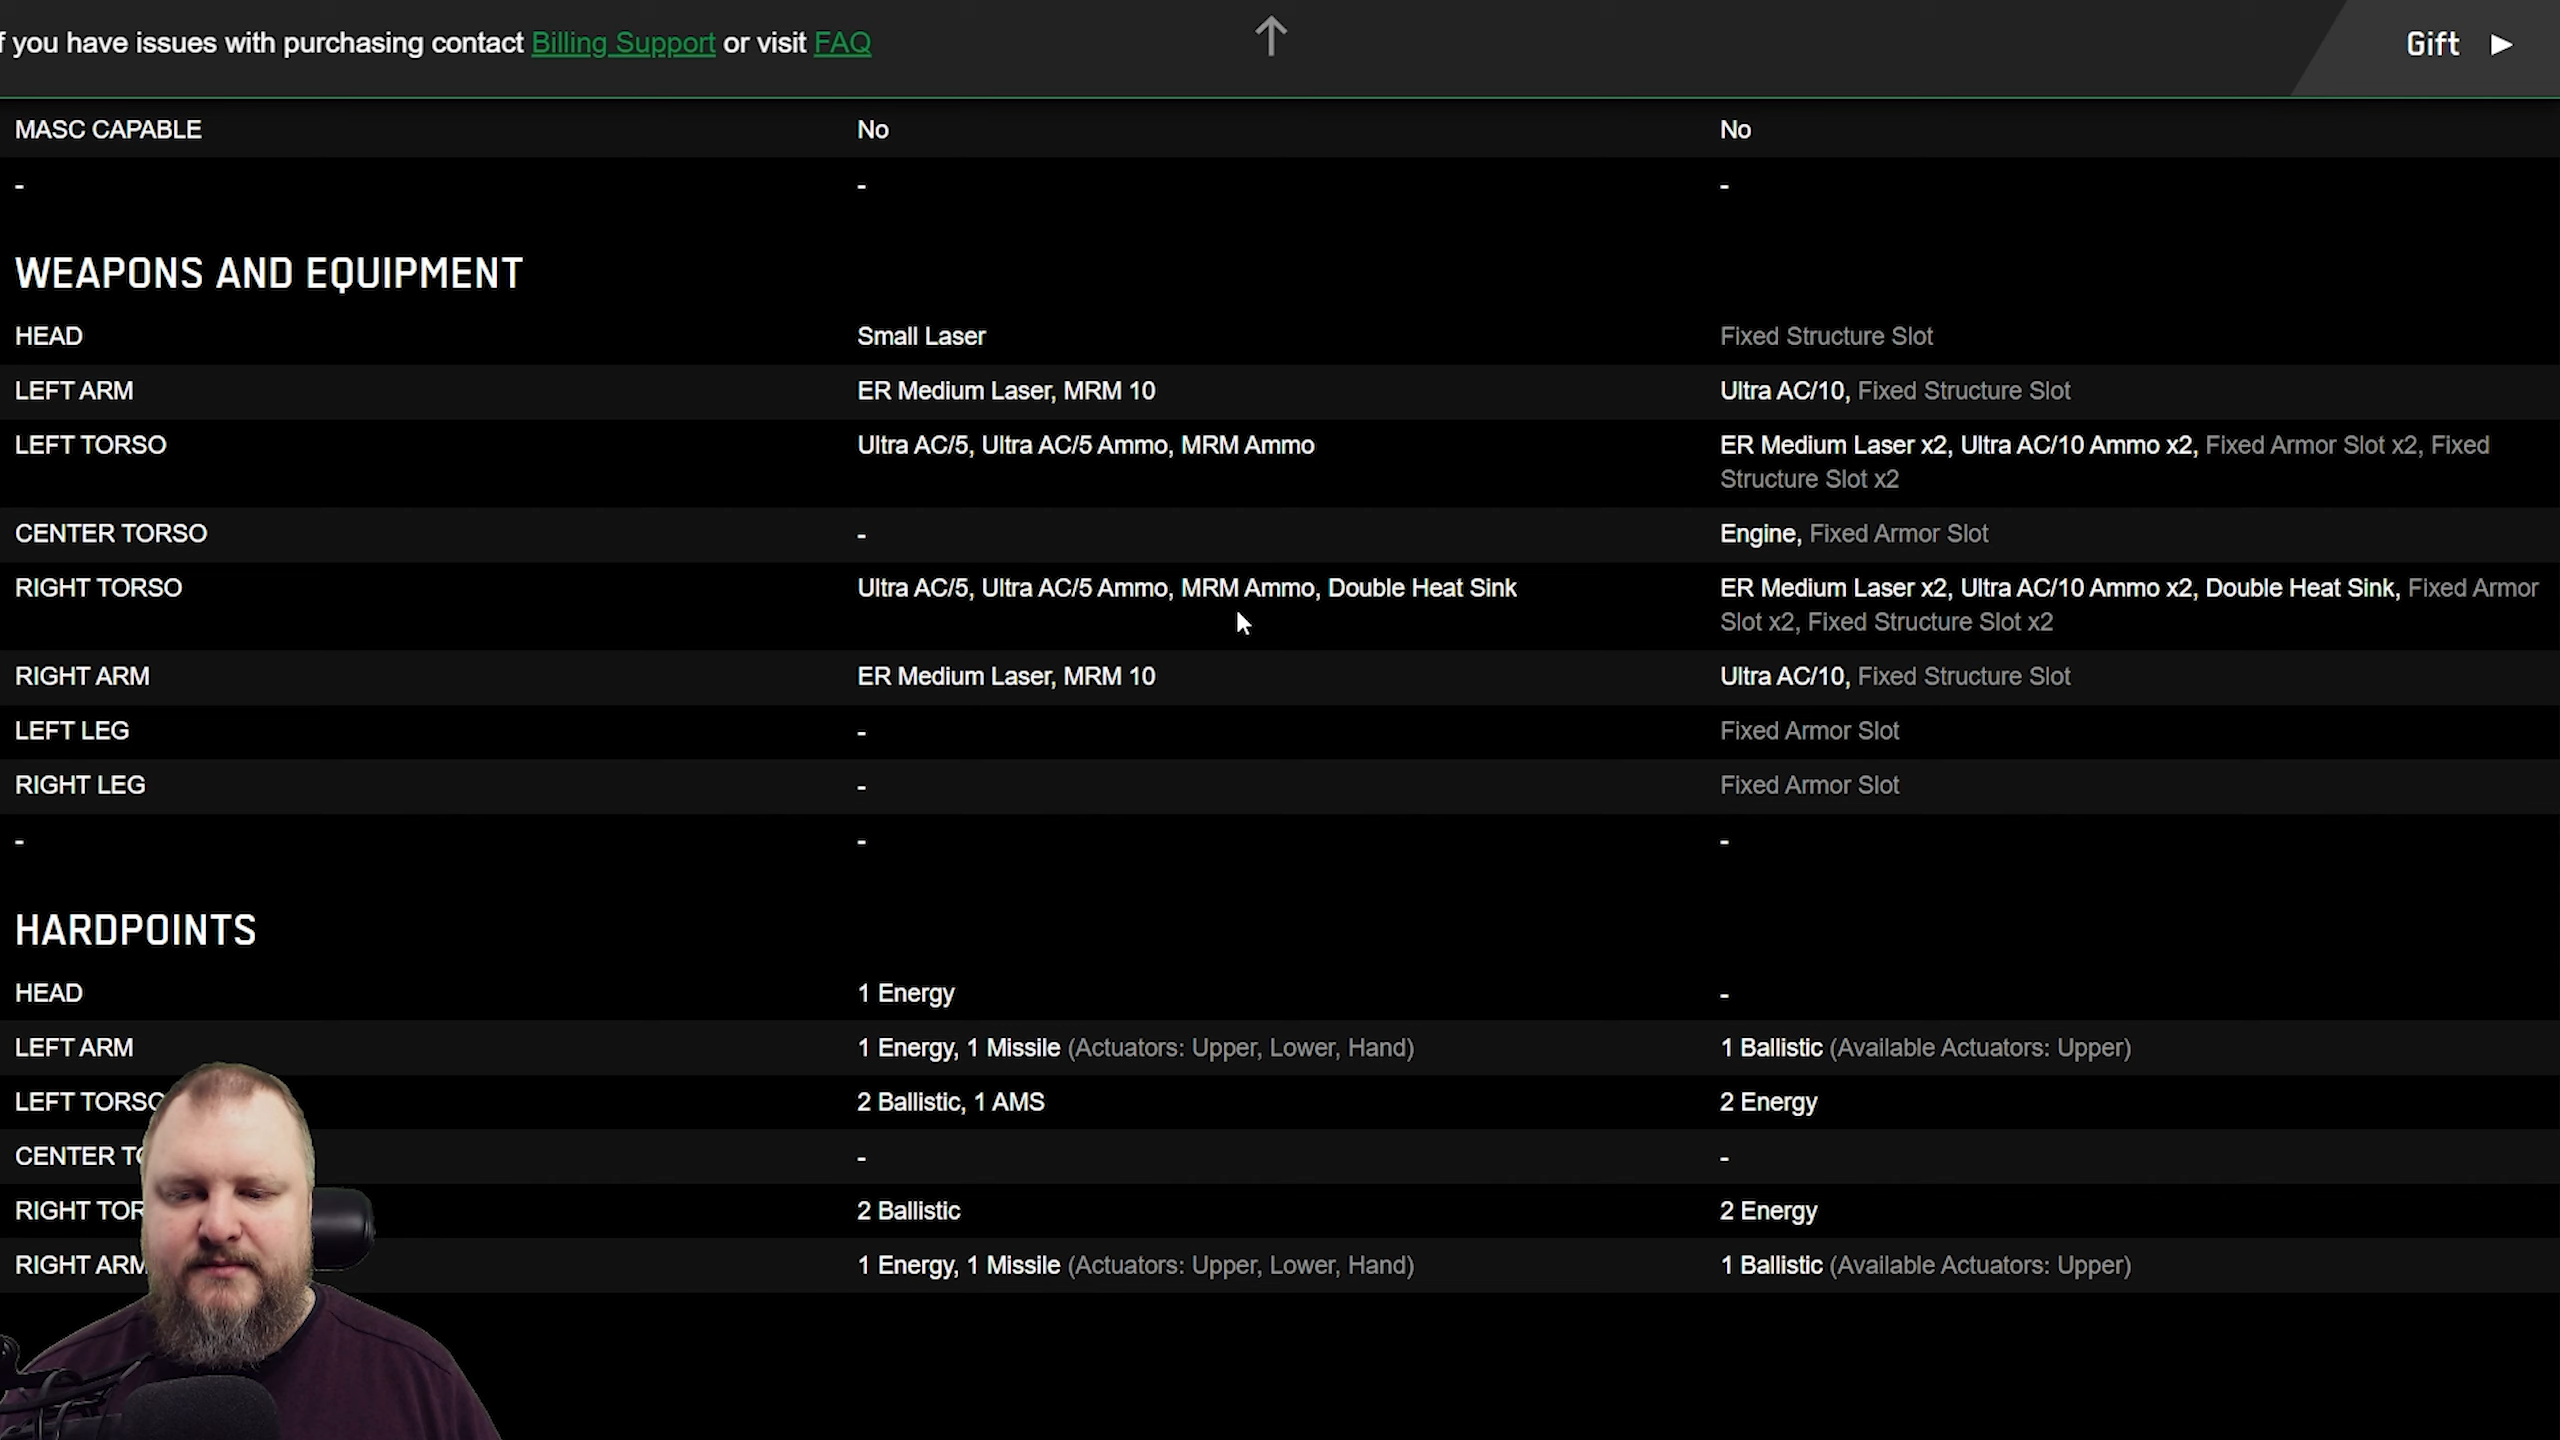 f you have issues with purchasing contact Billing Support or visit FAQ
Gift
MASC CAPABLE No No
- - -
WEAPONS AND EQUIPMENT
HEAD Small Laser Fixed Structure Slot
LEFT ARM ER Medium Laser, MRM 10 Ultra AC/10, Fixed Structure Slot
LEFT TORSO Ultra AC/5, Ultra AC/5 Ammo, MRM Ammo ER Medium Laser x2, Ultra AC/10 Ammo x2, Fixed Armor Slot x2, Fixed
Structure Slot x2
CENTER TORSO - Engine, Fixed Armor Slot
RIGHT TORSO Ultra AC/5, Ultra AC/5 Ammo, MRM Ammo, Double Heat Sink ER Medium Laser x2, Ultra AC/10 Ammo x2, Double Heat Sink, Fixed Armor
Slot x2, Fixed Structure Slot x2
RIGHT ARM ER Medium Laser, MRM 10 Ultra AC/10, Fixed Structure Slot
LEFT LEG - Fixed Armor Slot
RIGHT LEG - Fixed Armor Slot
- - -
HARDPOINTS
HEAD 1 Energy -
LEFT ARM 1 Energy, 1 Missile (Actuators: Upper, Lower, Hand) 1 Ballistic (Available Actuators: Upper)
LEFT TORSO 2 Ballistic, 1 AMS 2 Energy
CENTER TO - -
RIGHT TOR 2 Ballistic 2 Energy
RIGHT ARM 1 Energy, 1 Missile (Actuators: Upper, Lower, Hand) 1 Ballistic (Available Actuators: Upper)